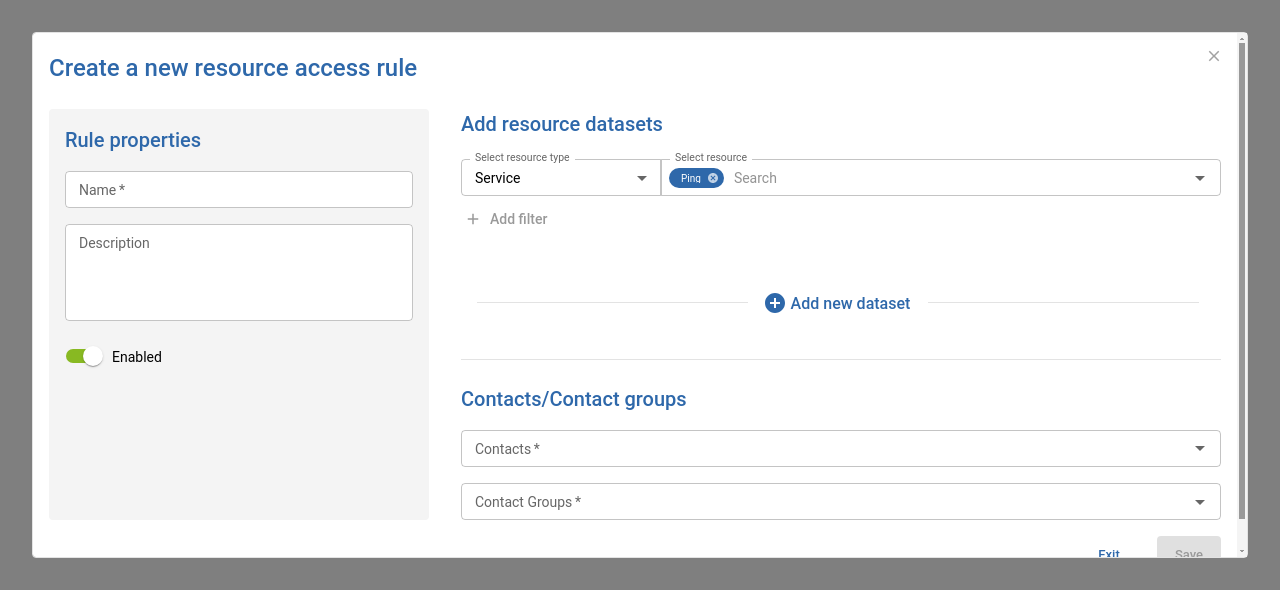 Create a new resource access rule
Rule properties
Name *
Description
Enabled
Add resource datasets
Select resource type
Service
Select resource
Ping
Search
Add filter
Add new dataset
Contacts/Contact groups
Contacts *
Contact Groups *
Exit
Save